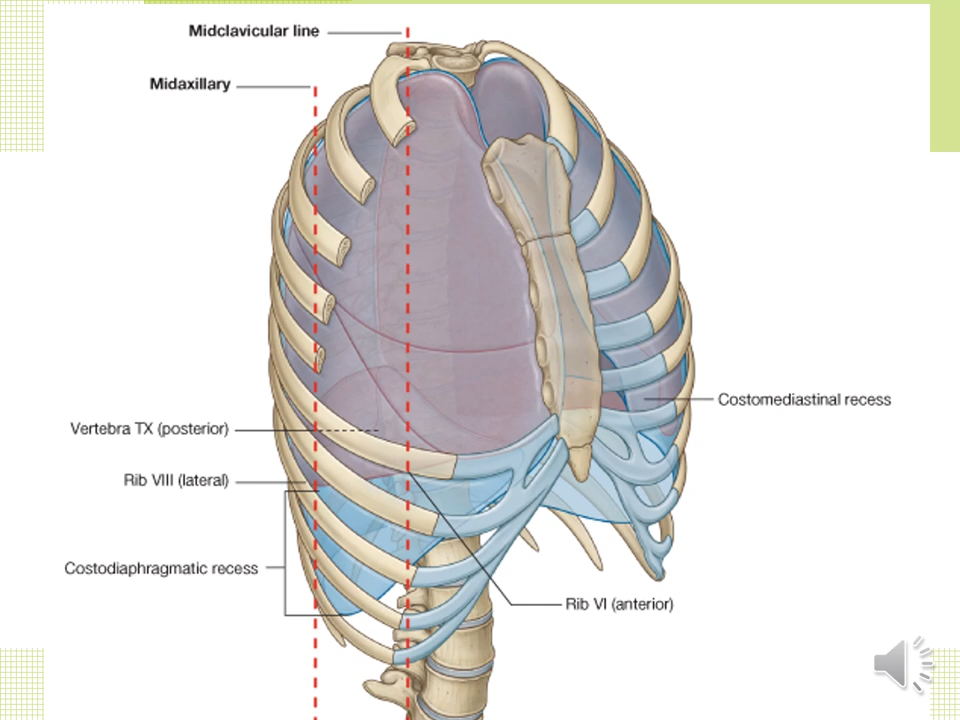 Midclavicular line
Midaxillary
Costomediastinal recess
Vertebra TX (posterior)
Rib VIII (lateral)
Costodiaphragmatic recess
Rib VI (anterior)